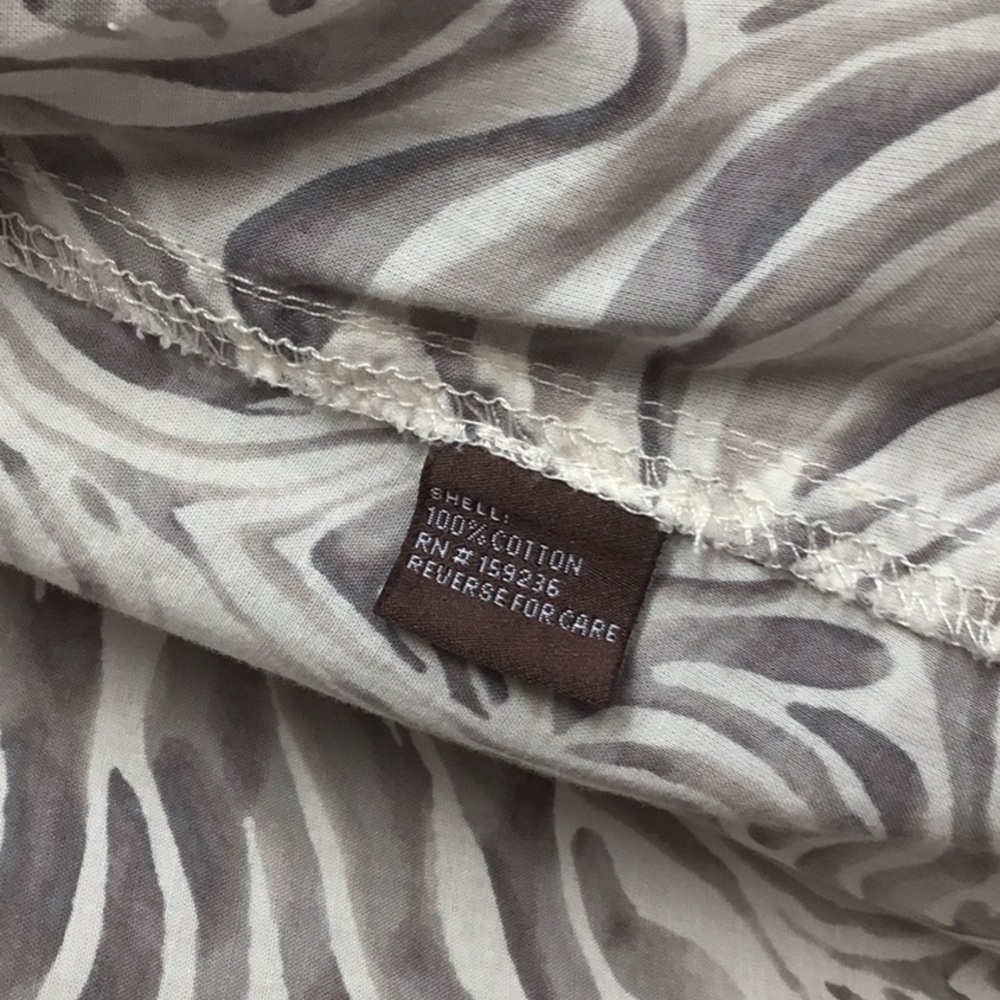 SHELL:
100% COTTON
RN # 159236
REVERSE FOR CARE